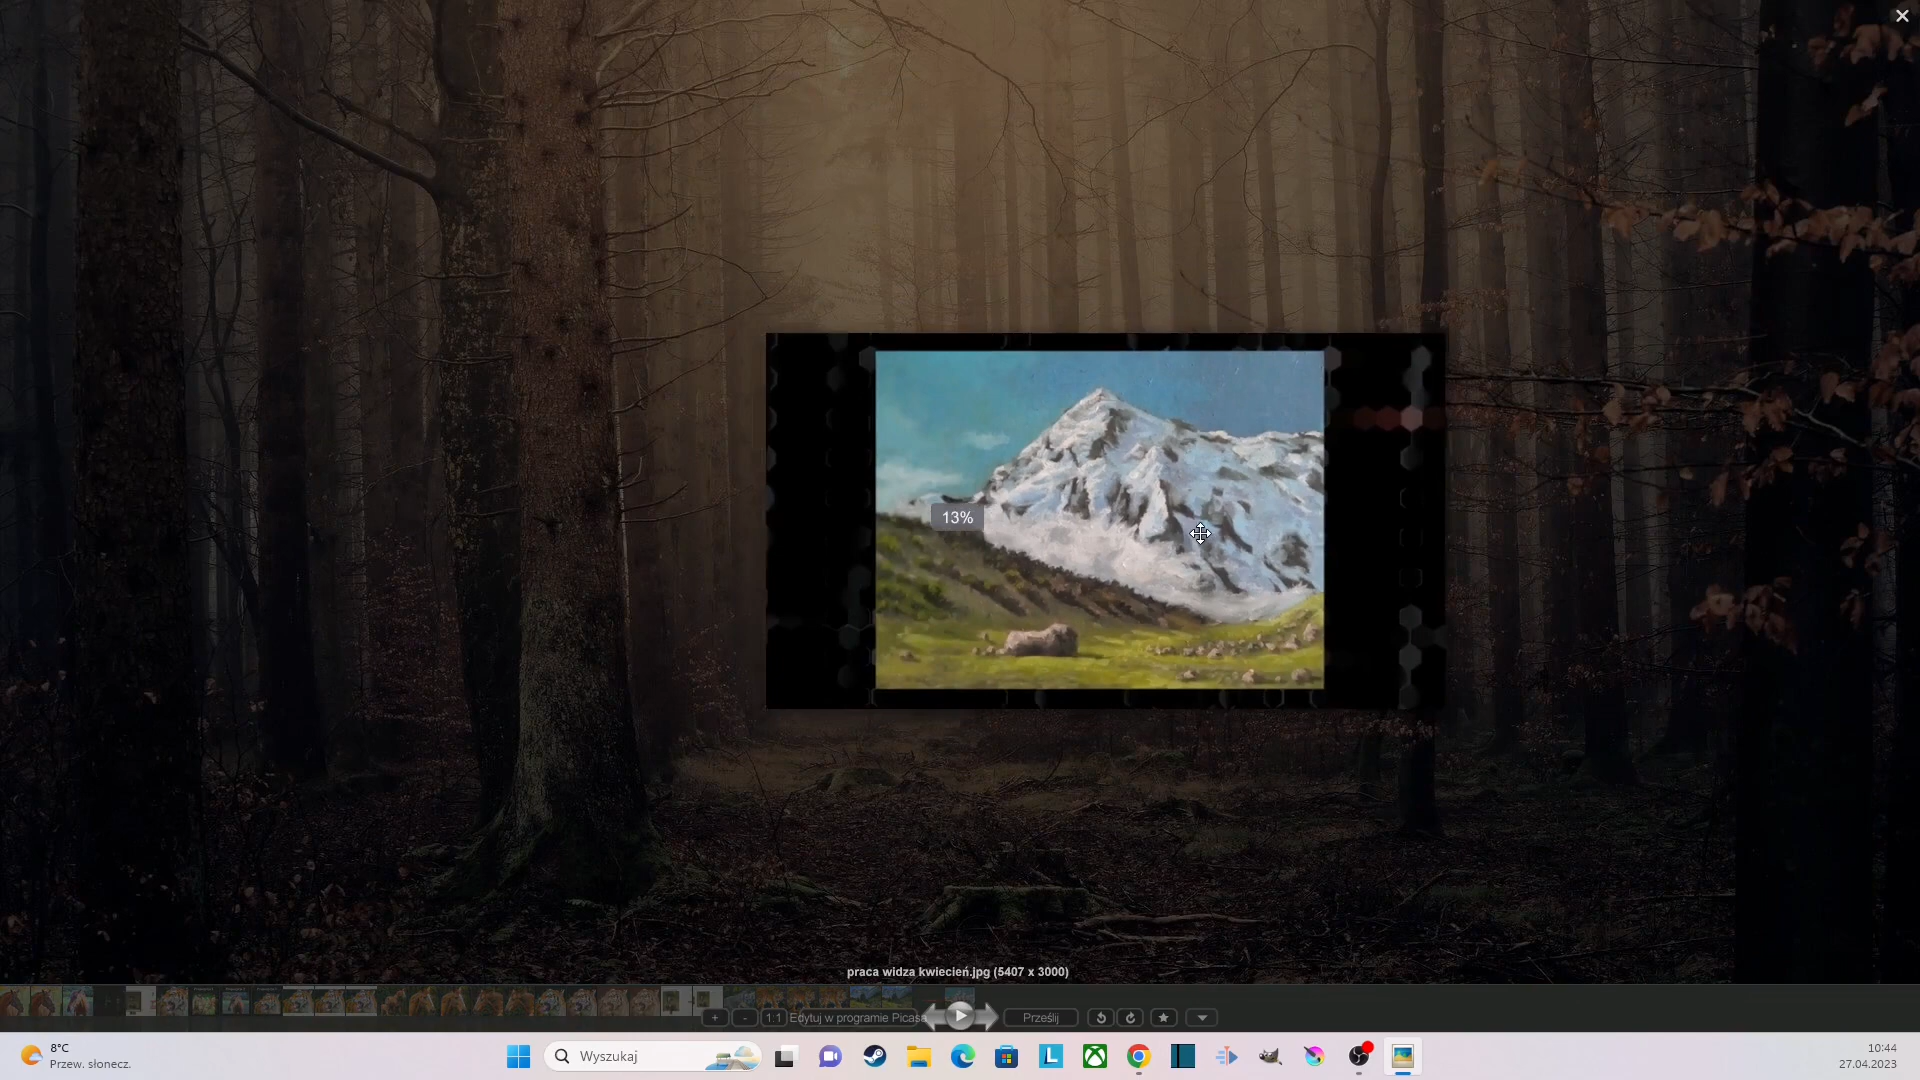 13%
praca widza kwiecień.jpg (5407 x 3000)
+ - 1:1 Edytuj w programie Picasa Prześlij
8°C
Przew. słonecz.
Wyszukaj
10:44
27.04.2023